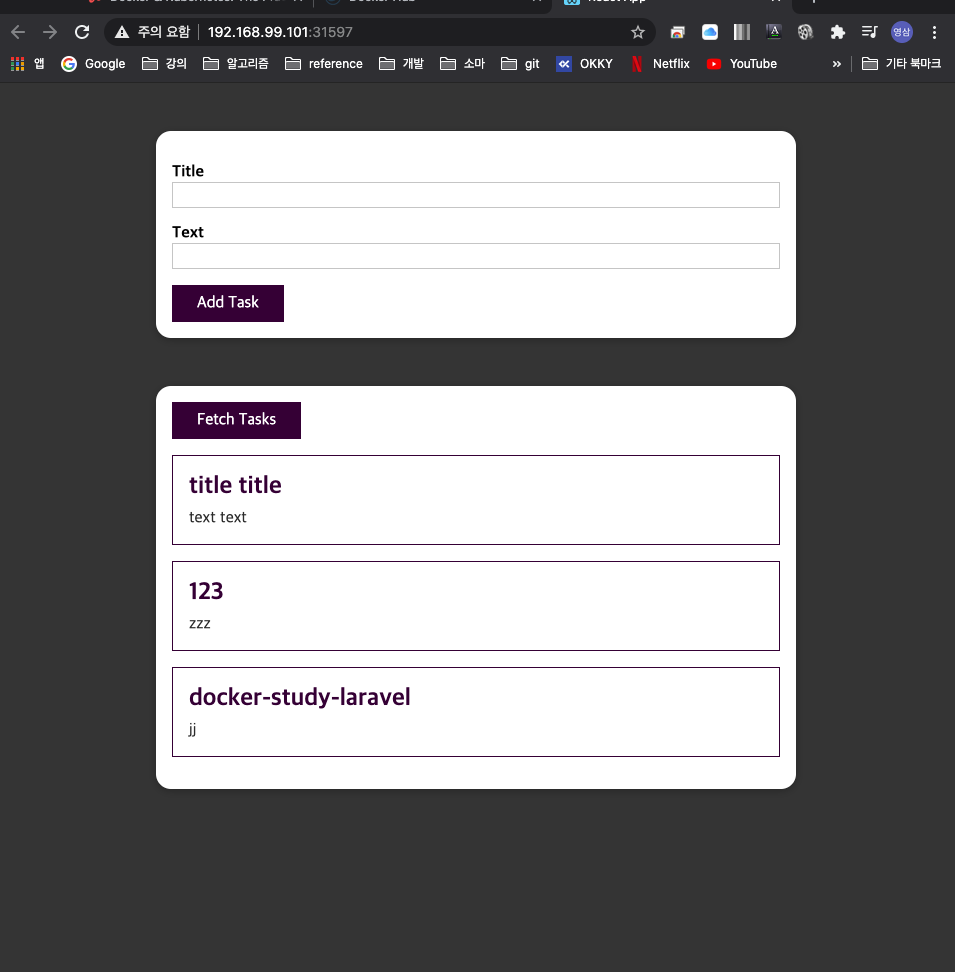 주의 요함 192.168.99.101:31597 영상
앱 Google 강의 알고리즘 reference 개발 소마 git OKKY Netflix YouTube » 기타 북마크
Title
Text
Add Task
Fetch Tasks
title title
text text
123
zzz
docker-study-laravel
jj